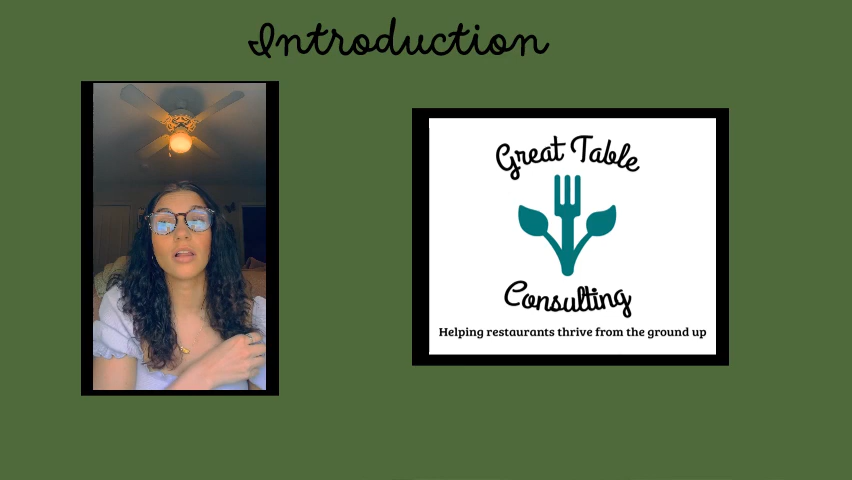 Introduction
Great Table
Consulting
Helping restaurants thrive from the ground up